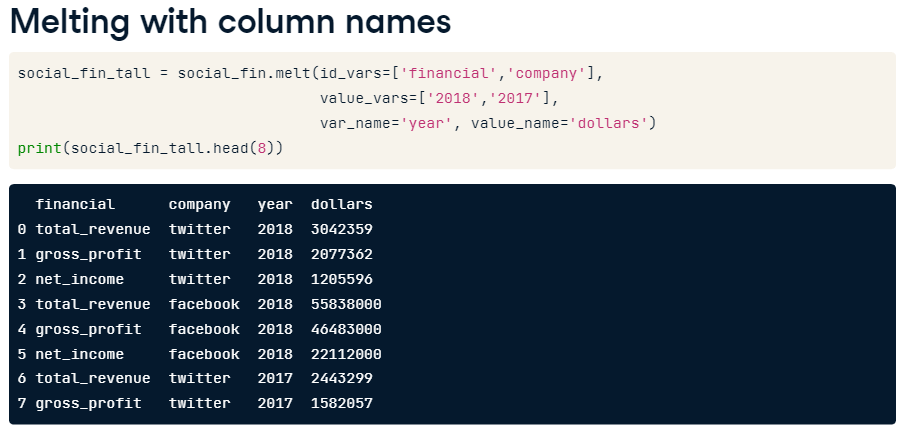 Melting with column names
social_fin_tall = social_fin.melt(id_vars=['financial','company'],
value_vars=['2018','2017'],
var_name='year', value_name='dollars')
print(social_fin_tall.head(8))
financial company year dollars
0 total_revenue twitter 2018 3042359
1 gross_profit twitter 2018 2077362
2 net_income twitter 2018 1205596
3 total_revenue facebook 2018 55838000
4 gross_profit facebook 2018 46483000
5 net_income facebook 2018 22112000
6 total_revenue twitter 2017 2443299
7 gross_profit twitter 2017 1582057